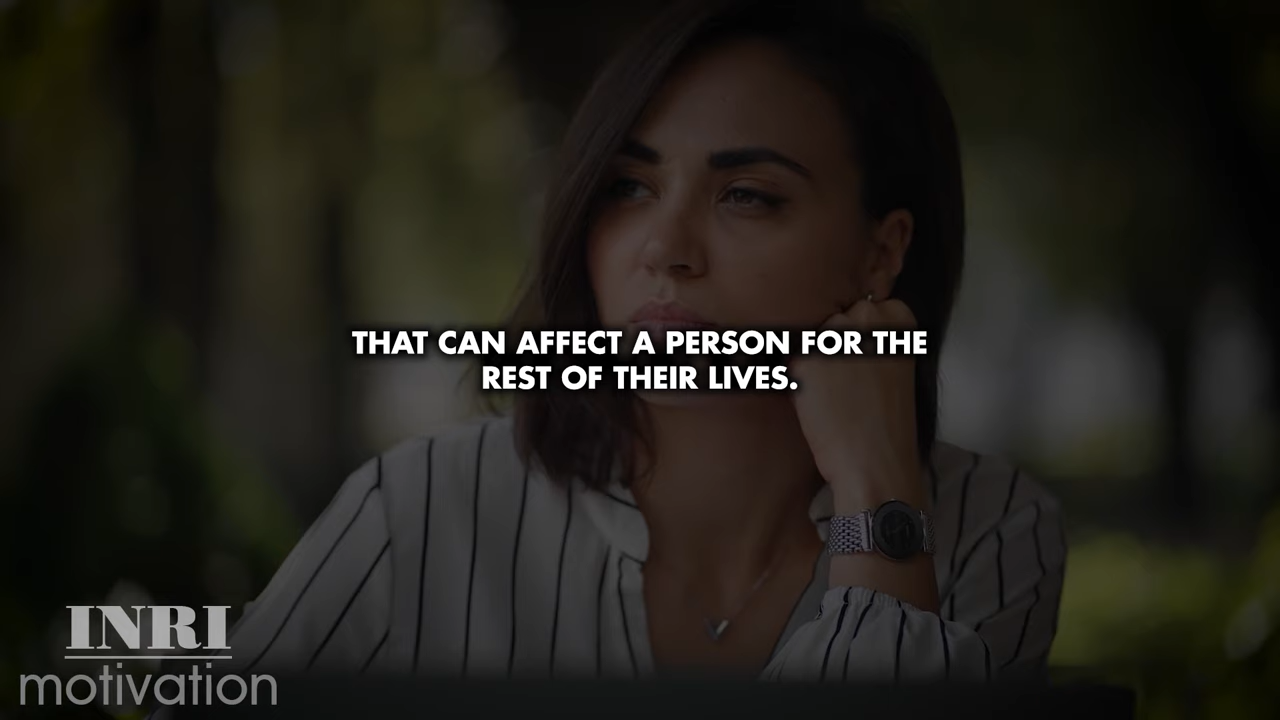 THAT CAN AFFECT A PERSON FOR THE
REST OF THEIR LIVES.
INRI
motivation